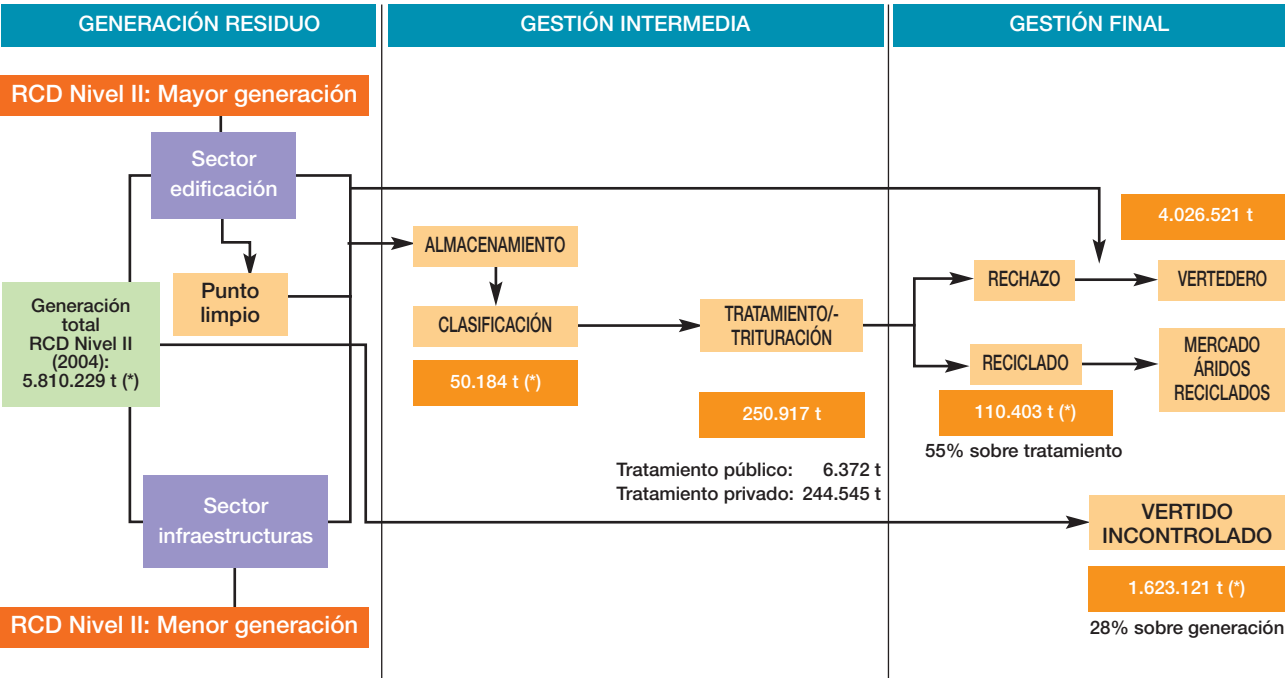 GENERACIÓN RESIDUO
GESTIÓN INTERMEDIA
GESTIÓN FINAL
RCD Nivel II: Mayor generación
Sector
edificación
Punto
limpio
Generación
total
RCD Nivel II
(2004):
5.810.229 t (*)
Sector
infraestructuras
RCD Nivel II: Menor generación
ALMACENAMIENTO
CLASIFICACIÓN
50.184 t (*)
TRATAMIENTO/-
TRITURACIÓN
250.917 t
Tratamiento público: 6.372 t
Tratamiento privado: 244.545 t
4.026.521 t
RECHAZO
VERTEDERO
RECICLADO
MERCADO
ÁRIDOS
RECICLADOS
110.403 t (*)
55% sobre tratamiento
VERTIDO
INCONTROLADO
1.623.121 t (*)
28% sobre generación